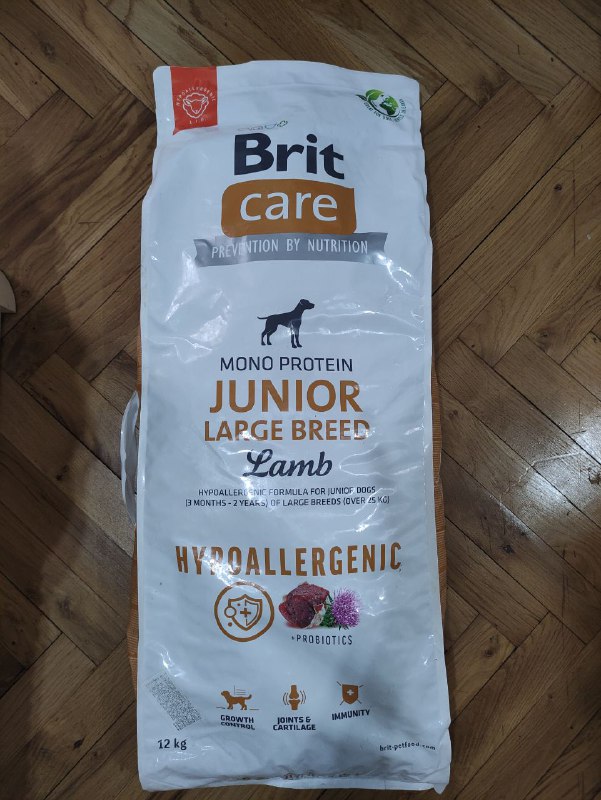 HYPOALLERGENIC
Brit
care
PREVENTION BY NUTRITION
MONO PROTEIN
JUNIOR
LARGE BREED
Lamb
HYPOALLERGENIC FORMULA FOR JUNIOR DOGS
(3 MONTHS - 2 YEARS) OF LARGE BREEDS (OVER 25 KG)
HYPOALLERGENIC
+PROBIOTICS
GROWTH
CONTROL
JOINTS &
CARTILAGE
IMMUNITY
12 kg
brit-petfood.com